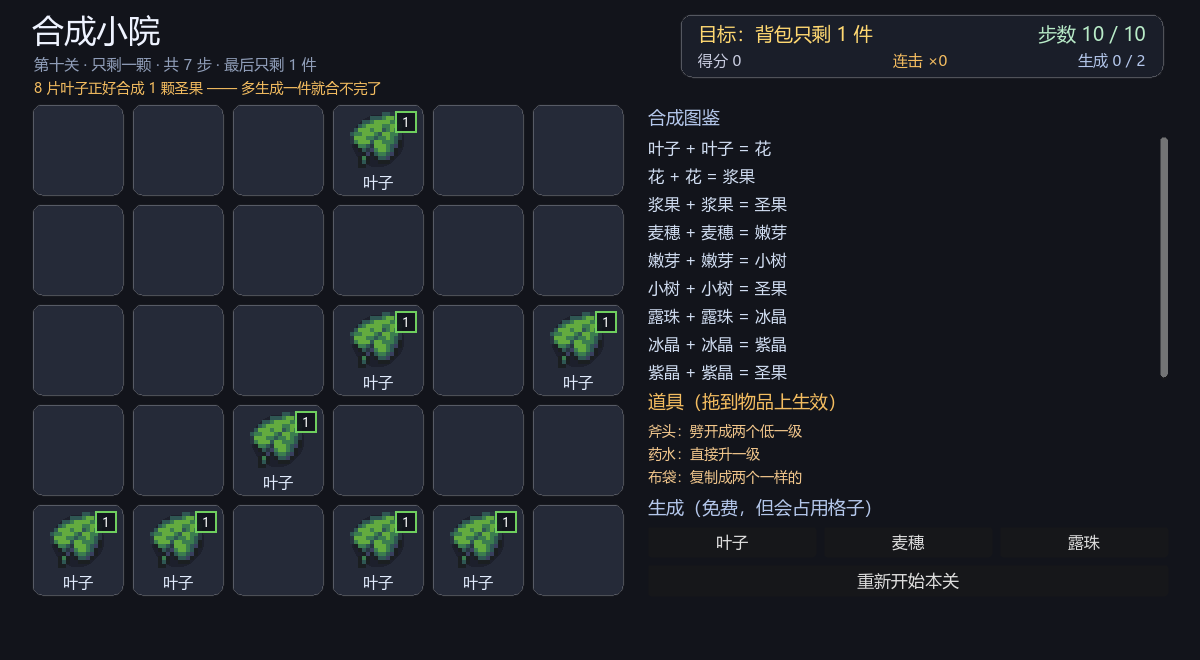 合成小院
第十关 · 只剩一颗 · 共 7 步 · 最后只剩 1 件
8 片叶子正好合成 1 颗圣果 —— 多生成一件就合不完了
目标：背包只剩 1 件
步数 10 / 10
得分 0
连击 ×0
生成 0 / 2
1
叶子
1
叶子
1
叶子
1
叶子
1
叶子
1
叶子
1
叶子
1
叶子
合成图鉴
叶子 + 叶子 = 花
花 + 花 = 浆果
浆果 + 浆果 = 圣果
麦穗 + 麦穗 = 嫩芽
嫩芽 + 嫩芽 = 小树
小树 + 小树 = 圣果
露珠 + 露珠 = 冰晶
冰晶 + 冰晶 = 紫晶
紫晶 + 紫晶 = 圣果
道具（拖到物品上生效）
斧头：劈开成两个低一级
药水：直接升一级
布袋：复制成两个一样的
生成（免费，但会占用格子）
叶子
麦穗
露珠
重新开始本关